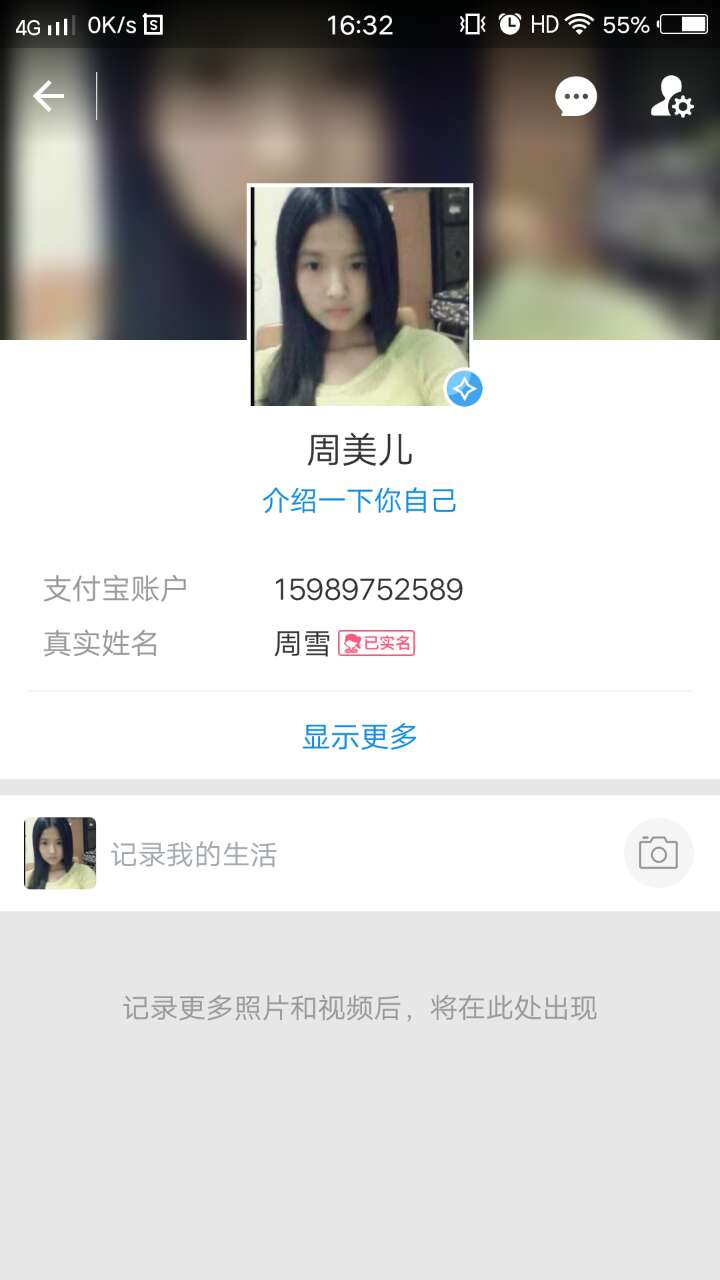 4G 0K/s 16:32 HD 55%
周美儿
介绍一下你自己
支付宝账户 15989752589
真实姓名 周雪 已实名
显示更多
记录我的生活
记录更多照片和视频后，将在此处出现